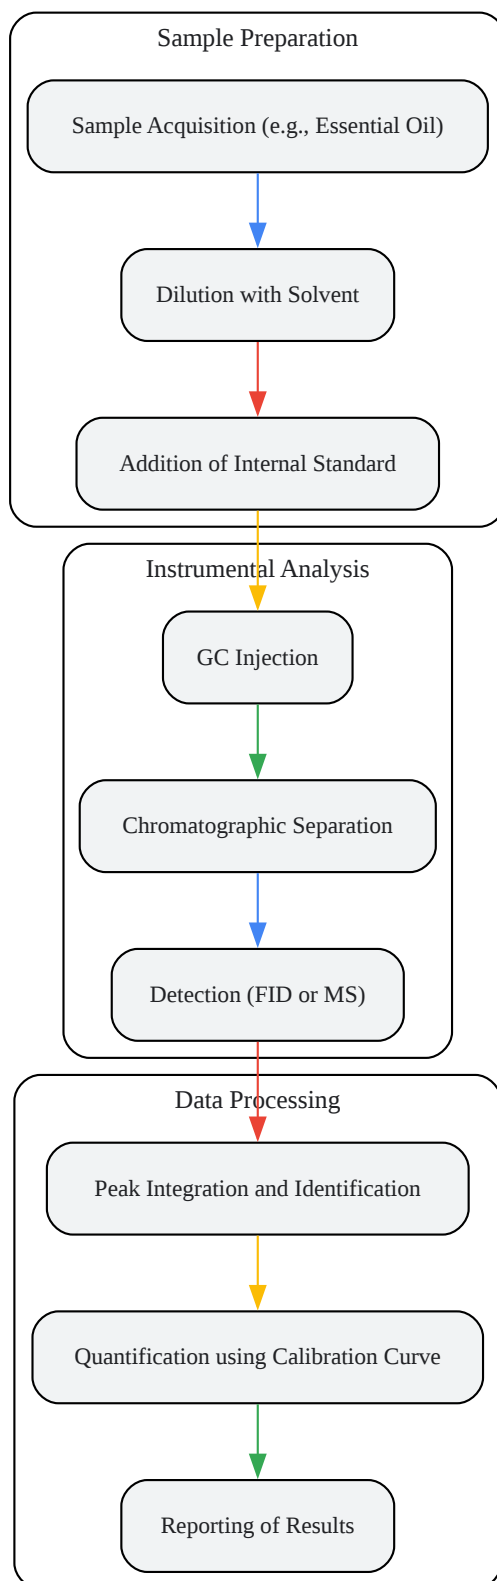 Sample Preparation
Sample Acquisition (e.g., Essential Oil)
Dilution with Solvent
Addition of Internal Standard
Instrumental Analysis
GC Injection
Chromatographic Separation
Detection (FID or MS)
Data Processing
Peak Integration and Identification
Quantification using Calibration Curve
Reporting of Results